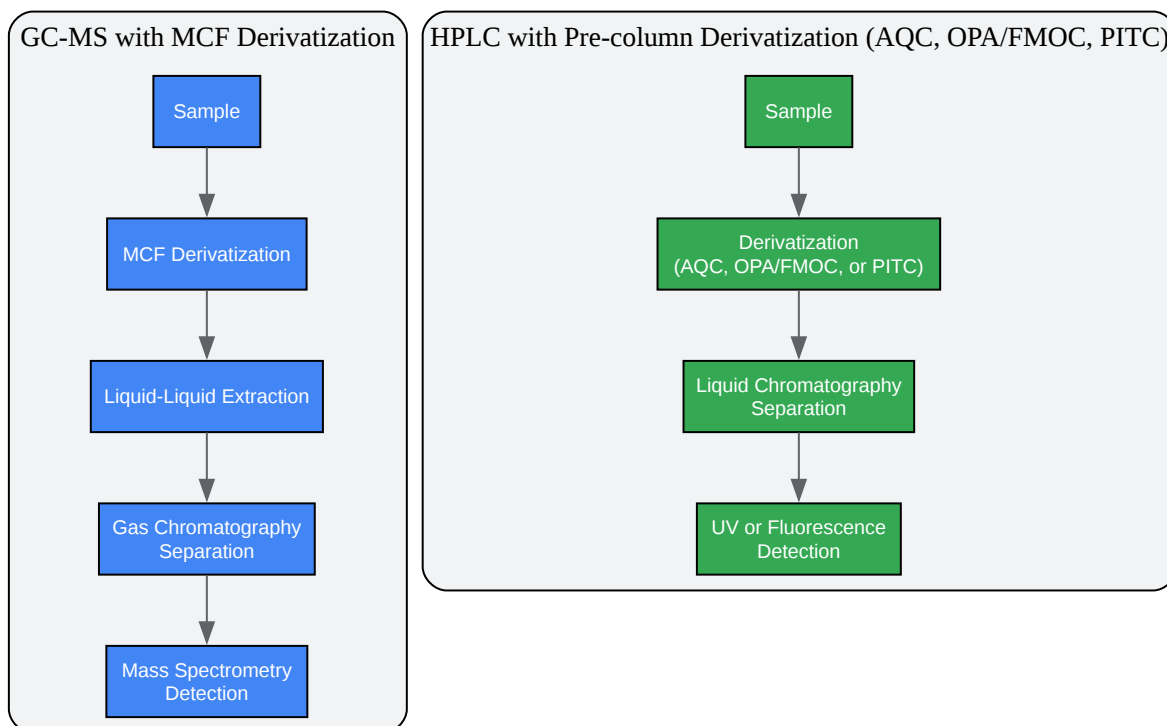 GC-MS with MCF Derivatization
Sample
MCF Derivatization
Liquid-Liquid Extraction
Gas Chromatography
Separation
Mass Spectrometry
Detection
HPLC with Pre-column Derivatization (AQC, OPA/FMOC, PITC)
Sample
Derivatization
(AQC, OPA/FMOC, or PITC)
Liquid Chromatography
Separation
UV or Fluorescence
Detection